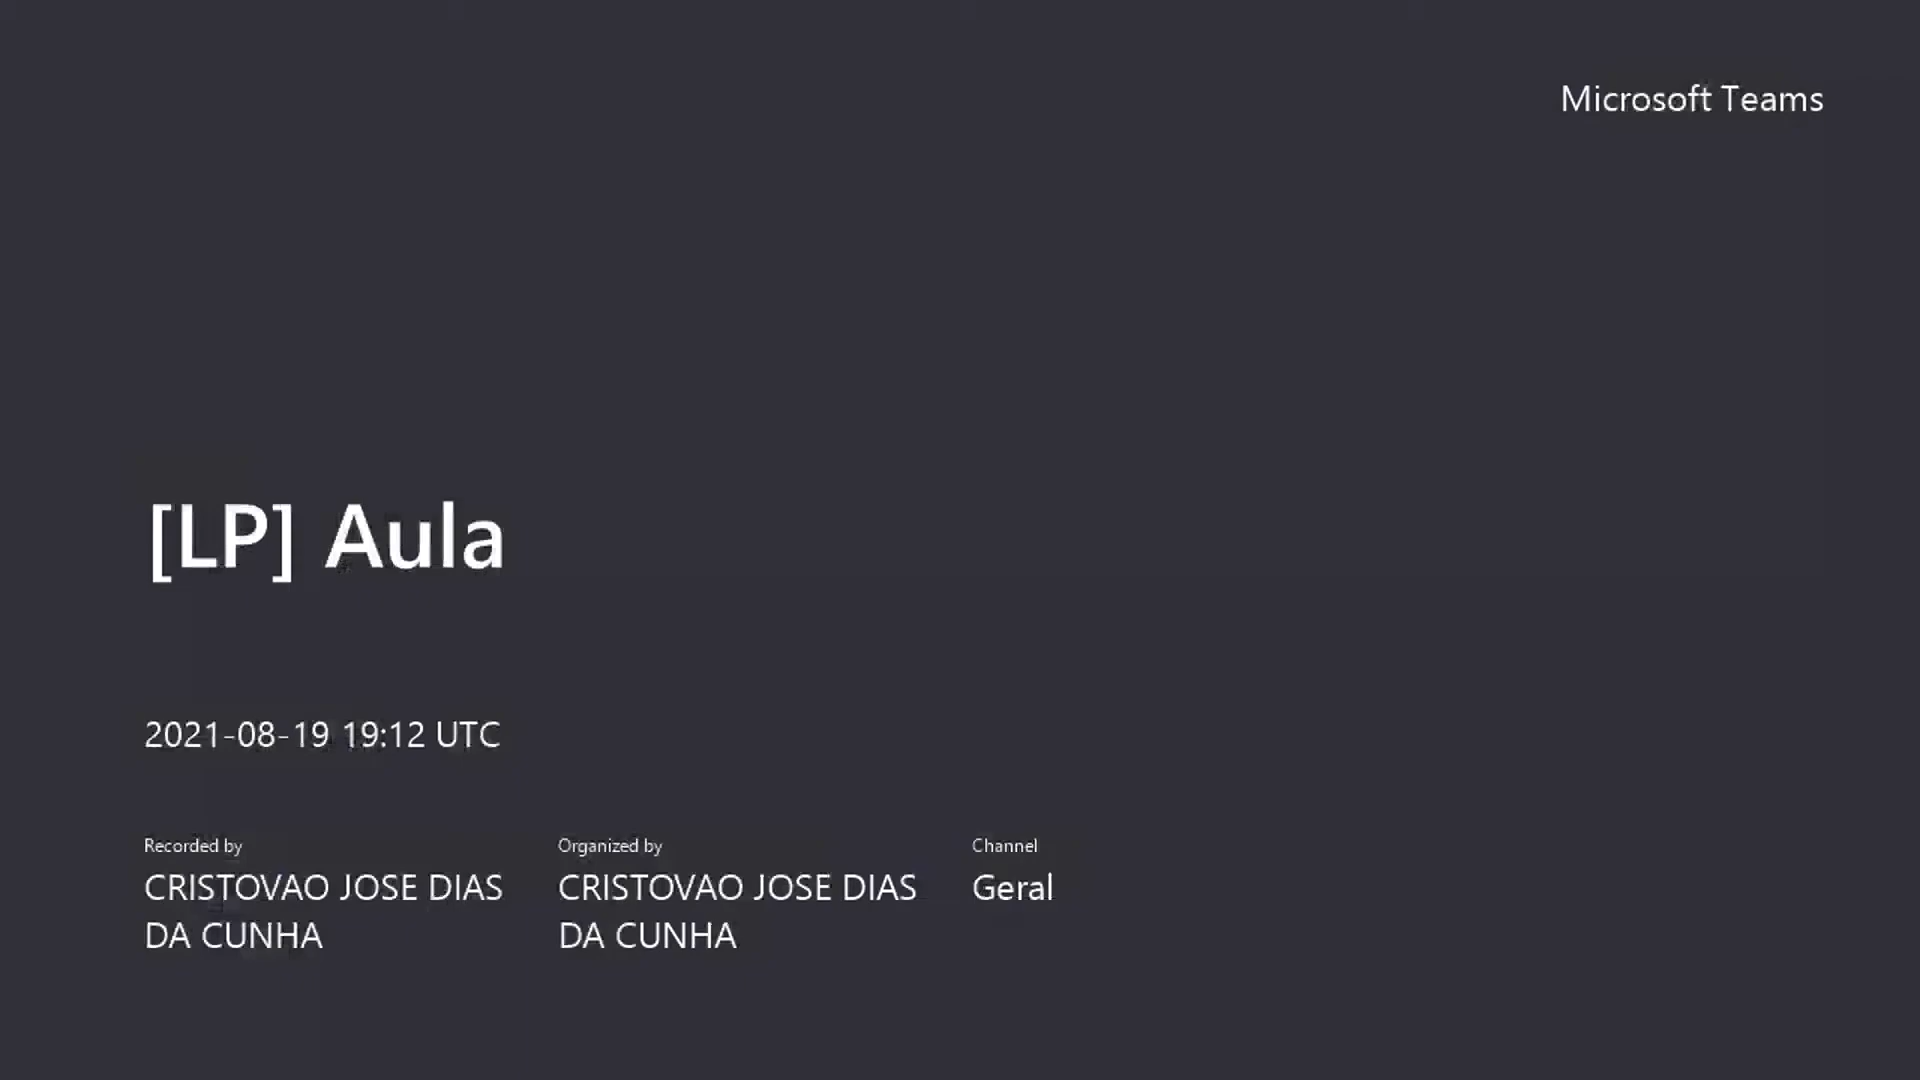 Microsoft Teams
[LP] Aula
2021-08-19 19:12 UTC
Recorded by
CRISTOVAO JOSE DIAS
DA CUNHA
Organized by
CRISTOVAO JOSE DIAS
DA CUNHA
Channel
Geral